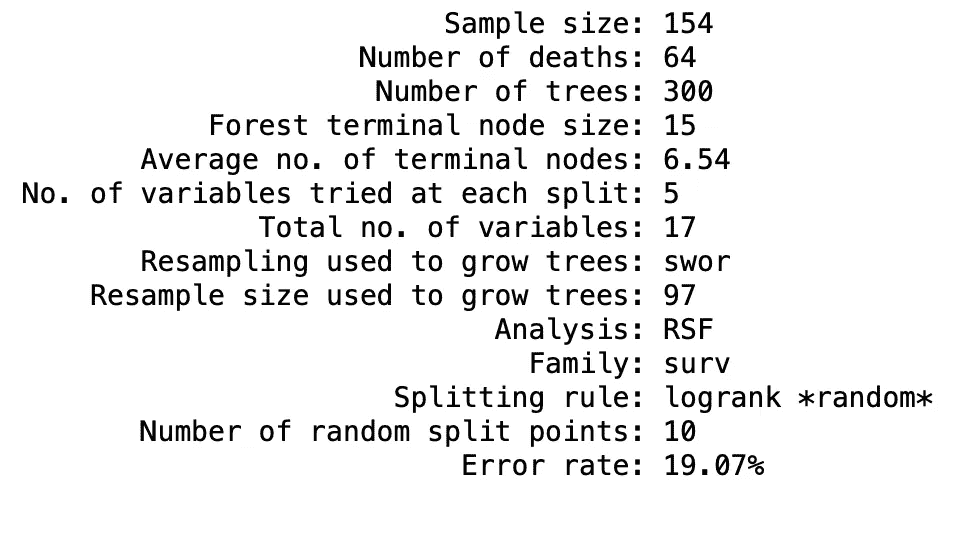 Sample size: 154
Number of deaths: 64
Number of trees: 300
Forest terminal node size: 15
Average no. of terminal nodes: 6.54
No. of variables tried at each split: 5
Total no. of variables: 17
Resampling used to grow trees: swor
Resample size used to grow trees: 97
Analysis: RSF
Family: surv
Splitting rule: logrank *random*
Number of random split points: 10
Error rate: 19.07%